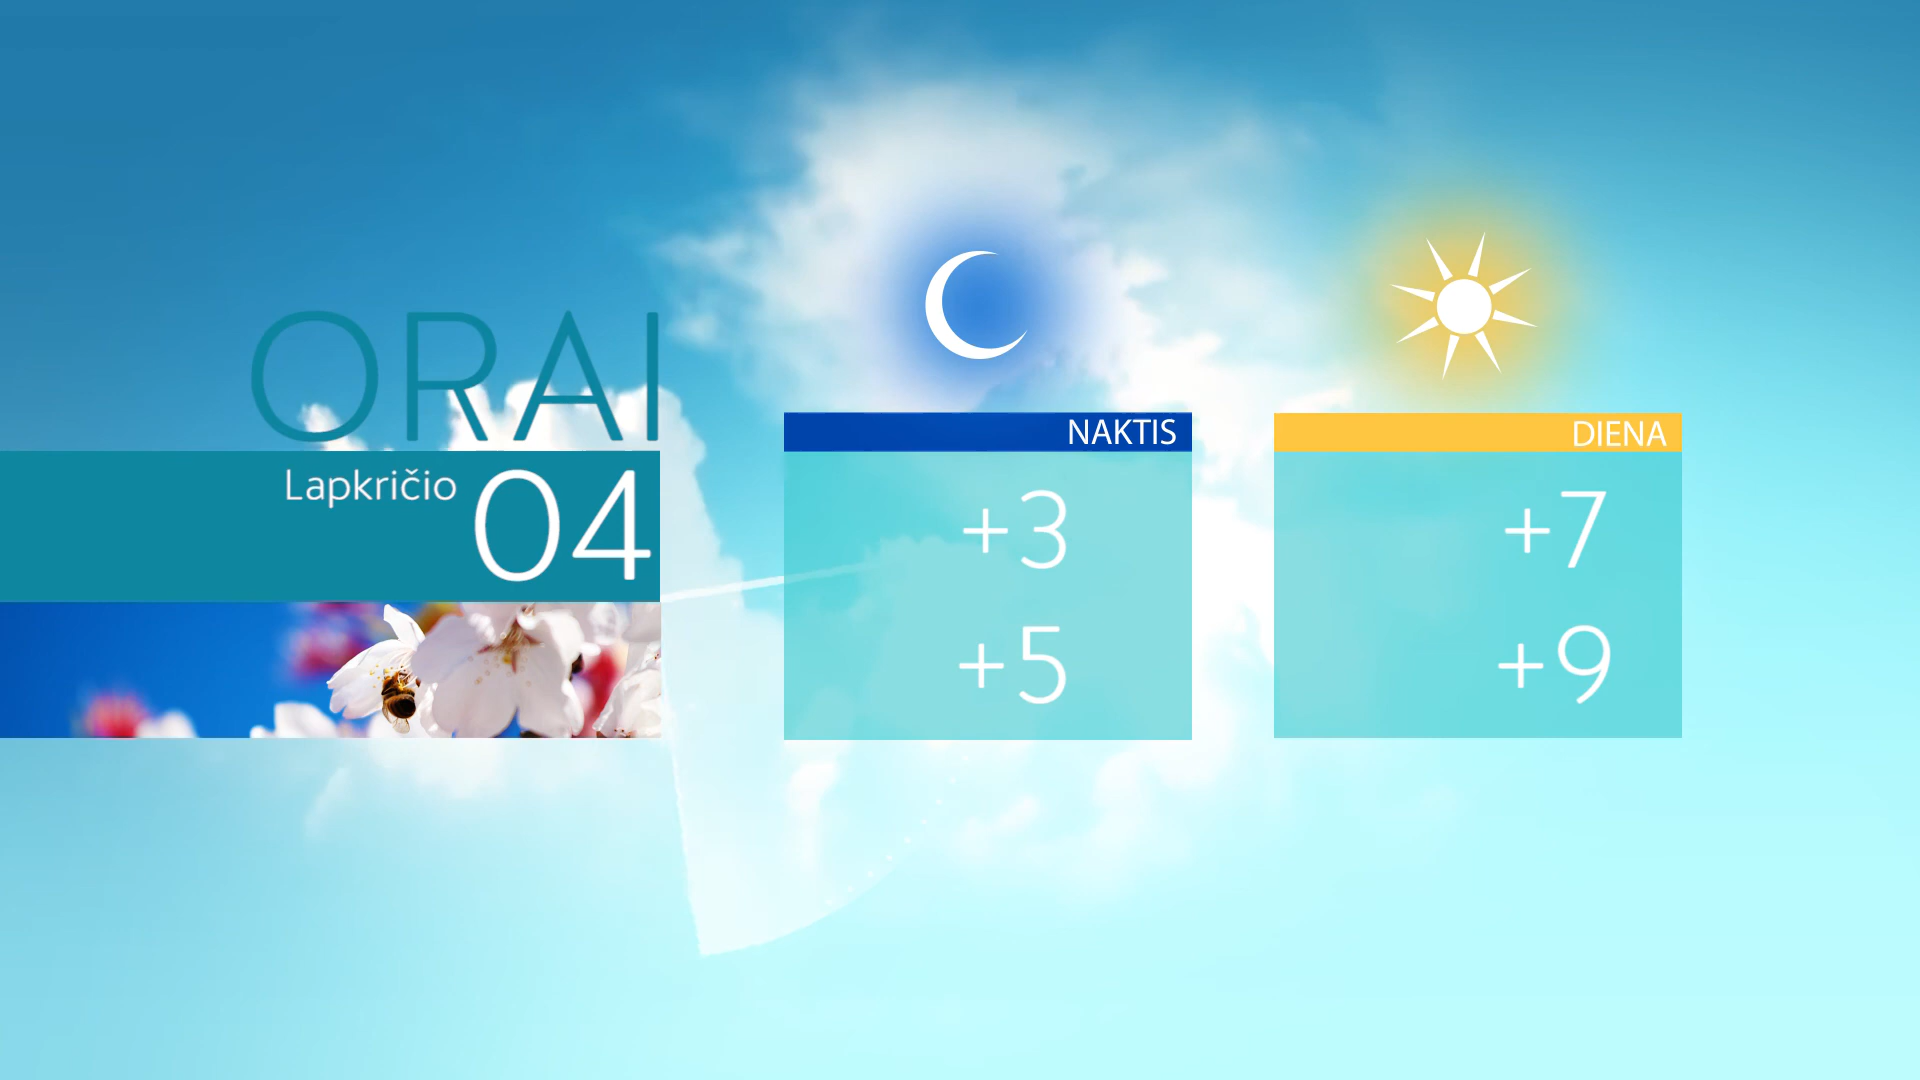 ORAI
Lapkričio 04
NAKTIS
+3
+5
DIENA
+7
+9